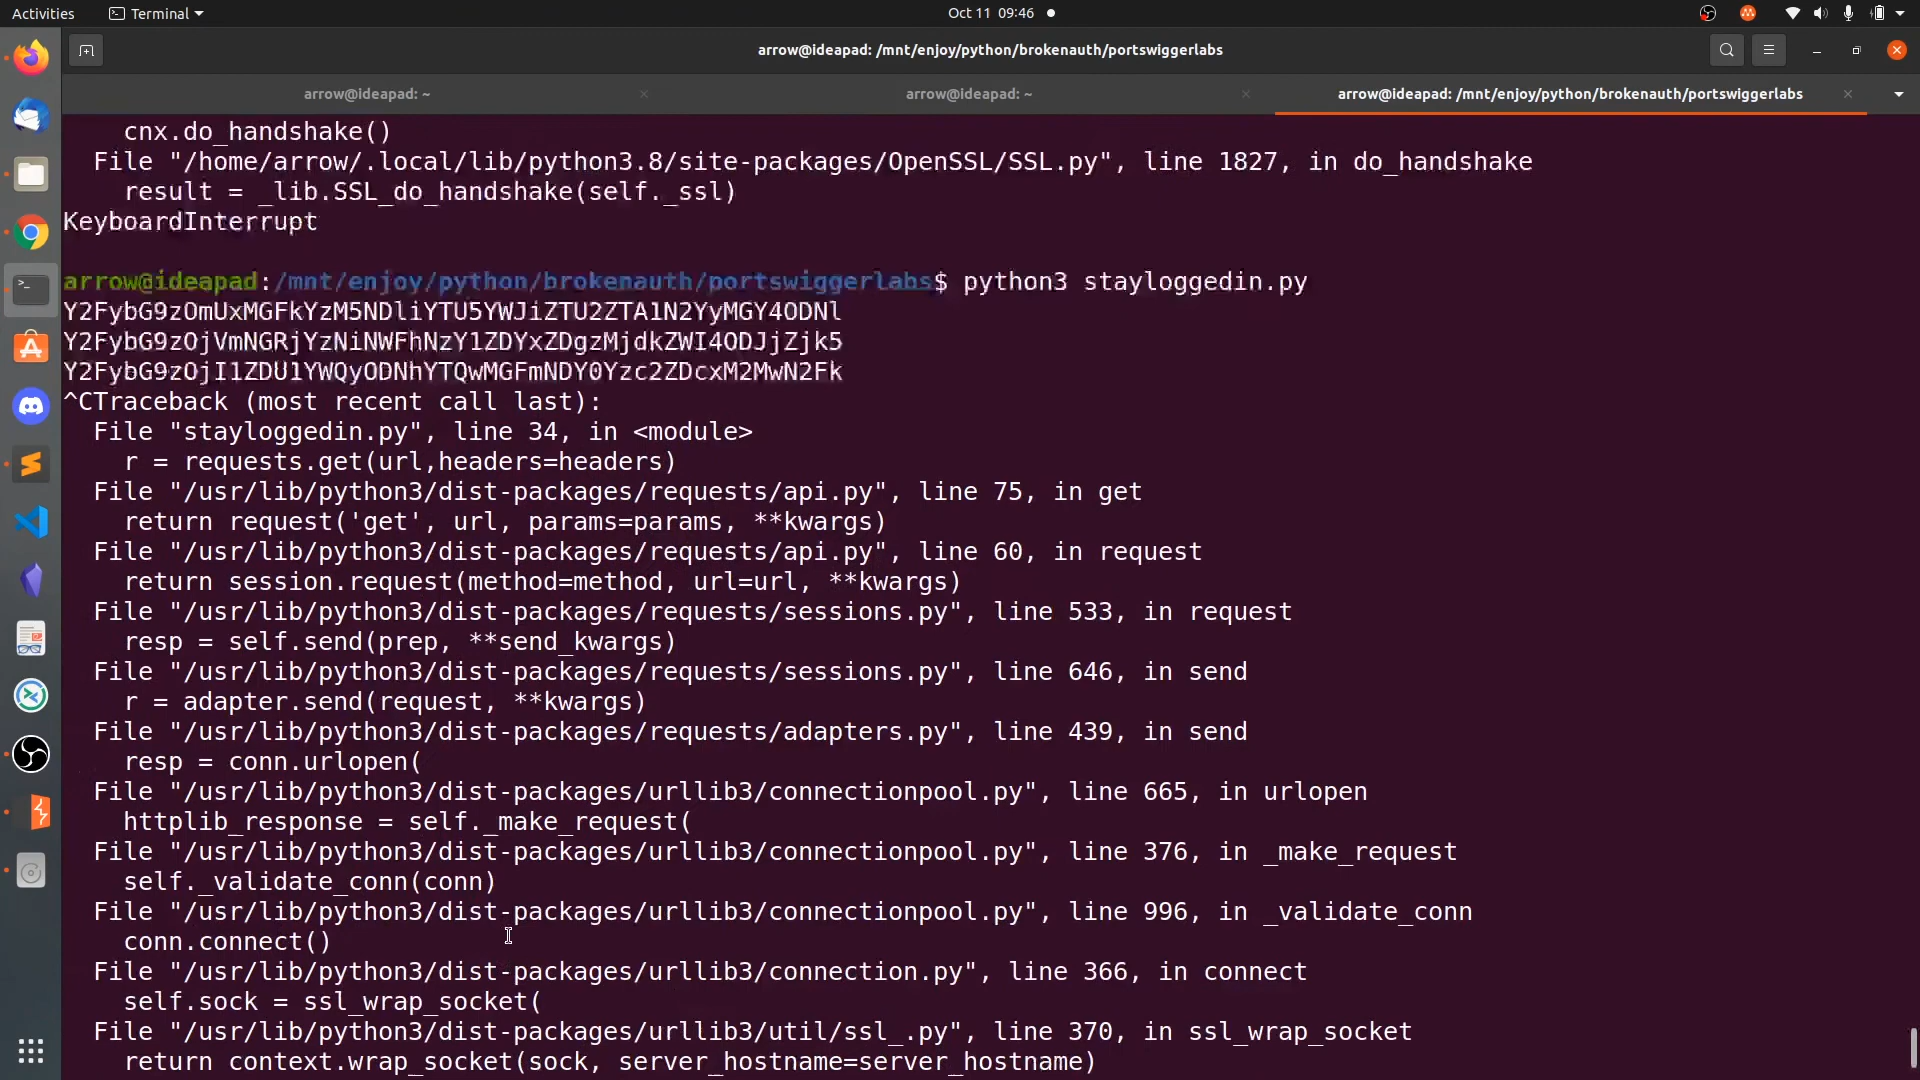 Activities
Terminal
Oct 11 09:46
arrow@ideapad: /mnt/enjoy/python/brokenauth/portswiggerlabs
arrow@ideapad: ~
arrow@ideapad: ~
arrow@ideapad: /mnt/enjoy/python/brokenauth/portswiggerlabs
cnx.do_handshake()
File "/home/arrow/.local/lib/python3.8/site-packages/OpenSSL/SSL.py", line 1827, in do_handshake
result = _lib.SSL_do_handshake(self._ssl)
KeyboardInterrupt
arrow@ideapad:/mnt/enjoy/python/brokenauth/portswiggerlabs$ python3 stayloggedin.py
Y2FybG9zOmUxMGFkYzM5NDliYTU5YWJiZTU2ZTA1N2YyMGY4ODNl
Y2FybG9zOjVmNGRjYzNiNWFhNzY1ZDYxZDgzMjdkZWI4ODJjZjk5
Y2FybG9zOjI1ZDU1YWQyODNhYTQwMGFmNDY0Yzc2ZDcxM2MwN2Fk
^CTraceback (most recent call last):
File "stayloggedin.py", line 34, in <module>
r = requests.get(url,headers=headers)
File "/usr/lib/python3/dist-packages/requests/api.py", line 75, in get
return request('get', url, params=params, **kwargs)
File "/usr/lib/python3/dist-packages/requests/api.py", line 60, in request
return session.request(method=method, url=url, **kwargs)
File "/usr/lib/python3/dist-packages/requests/sessions.py", line 533, in request
resp = self.send(prep, **send_kwargs)
File "/usr/lib/python3/dist-packages/requests/sessions.py", line 646, in send
r = adapter.send(request, **kwargs)
File "/usr/lib/python3/dist-packages/requests/adapters.py", line 439, in send
resp = conn.urlopen(
File "/usr/lib/python3/dist-packages/urllib3/connectionpool.py", line 665, in urlopen
httplib_response = self._make_request(
File "/usr/lib/python3/dist-packages/urllib3/connectionpool.py", line 376, in _make_request
self._validate_conn(conn)
File "/usr/lib/python3/dist-packages/urllib3/connectionpool.py", line 996, in _validate_conn
conn.connect()
File "/usr/lib/python3/dist-packages/urllib3/connection.py", line 366, in connect
self.sock = ssl_wrap_socket(
File "/usr/lib/python3/dist-packages/urllib3/util/ssl_.py", line 370, in ssl_wrap_socket
return context.wrap_socket(sock, server_hostname=server_hostname)